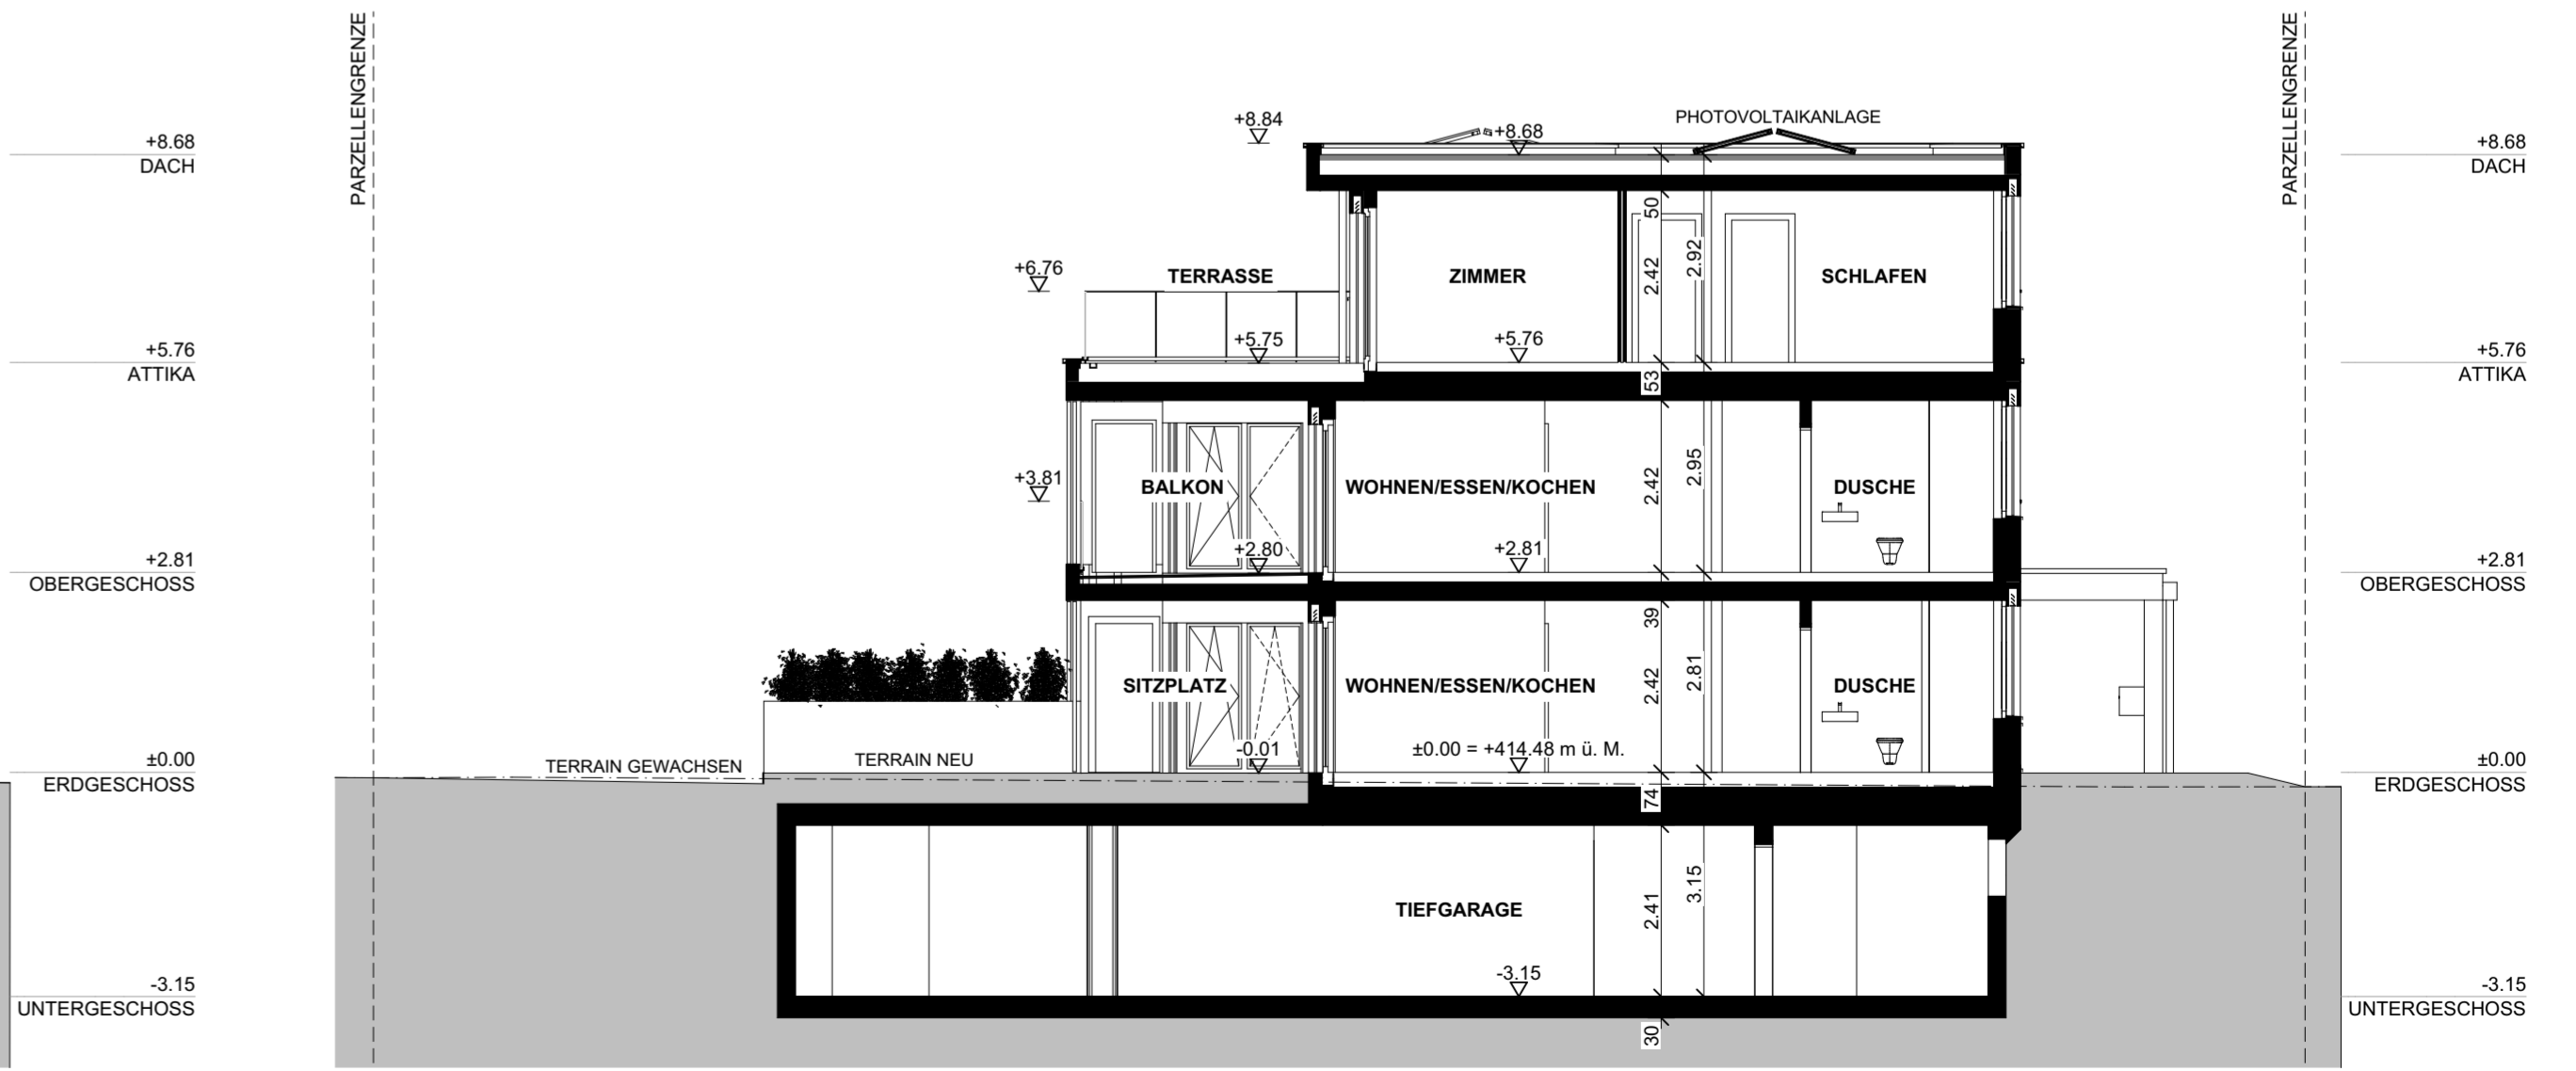 PARZELLENGRENZE
PARZELLENGRENZE
+8.84
PHOTOVOLTAIKANLAGE
+8.68
DACH
+8.68
+8.68
DACH
50
+6.76
TERRASSE
ZIMMER
2.42
2.92
SCHLAFEN
+5.76
ATTIKA
+5.75
+5.76
+5.76
ATTIKA
53
+3.81
BALKON
WOHNEN/ESSEN/KOCHEN
2.42
2.95
DUSCHE
+2.81
OBERGESCHOSS
+2.80
+2.81
+2.81
OBERGESCHOSS
39
SITZPLATZ
WOHNEN/ESSEN/KOCHEN
2.42
2.81
DUSCHE
±0.00
ERDGESCHOSS
TERRAIN GEWACHSEN
TERRAIN NEU
-0.01
±0.00 = +414.48 m ü. M.
±0.00
ERDGESCHOSS
74
TIEFGARAGE
2.41
3.15
-3.15
UNTERGESCHOSS
-3.15
-3.15
UNTERGESCHOSS
30